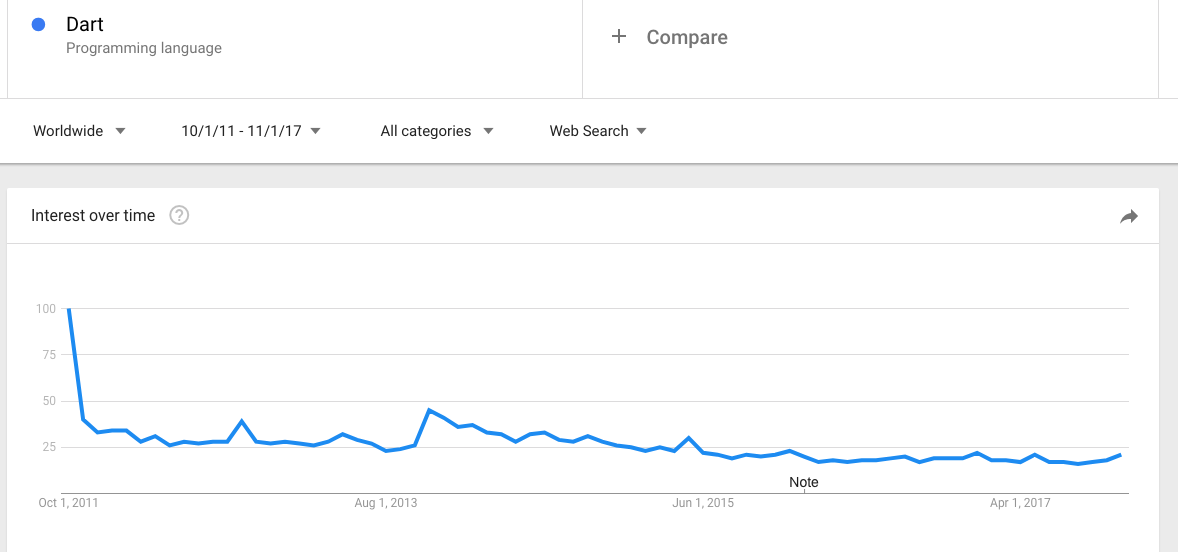 Dart
Programming language
+ Compare
Worldwide
10/1/11 - 11/1/17
All categories
Web Search
Interest over time ?
100
75
50
25
Note
Oct 1, 2011
Aug 1, 2013
Jun 1, 2015
Apr 1, 2017